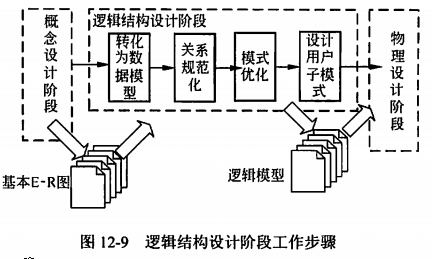 概念设计阶段
逻辑结构设计阶段
转化
为数
据模
型
关系
规范
化
模式
优化
设计
用户
子模
式
物理设计阶段
基本E-R图
逻辑模型
图 12-9 逻辑结构设计阶段工作步骤